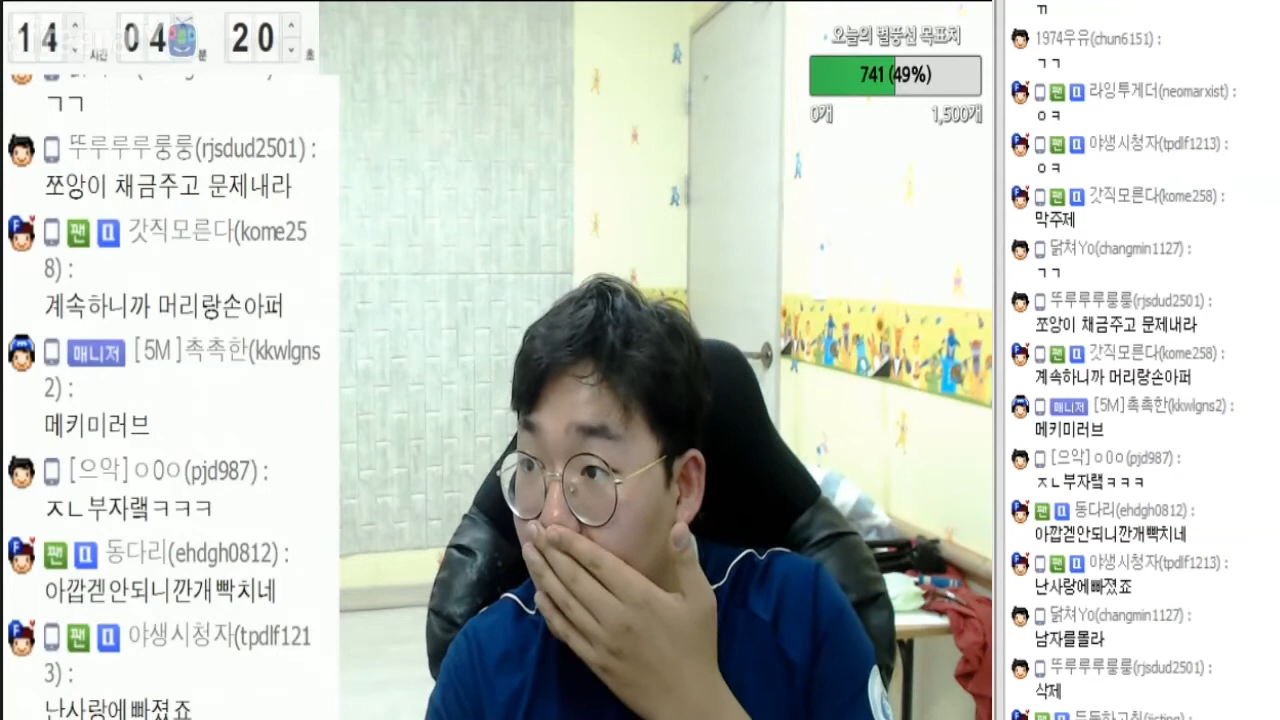 14 시간 04 분 20 초
ㄱㄱ
뚜루루루룽룽(rjsdud2501) :
쪼앙이 채금주고 문제내라
팬 갓직모른다(kome25
8) :
계속하니까 머리랑손아퍼
매니저 [5M]촉촉한(kkwlgns
2) :
메키미러브
[으악]ㅇ0ㅇ(pjd987) :
ㅈㄴ부자램ㅋㅋㅋ
팬 동다리(ehdgh0812) :
아깝겐안되니깐개빡치네
팬 야생시청자(tpdlf121
3) :
난사랑에빠졌죠
오늘의 별풍선 목표치
741 (49%)
0개 1,500개
ㄲ
1974우유(chun6151) :
ㄱㄱ
팬 라잉투게더(neomarxist) :
ㅇㅋ
팬 야생시청자(tpdlf1213) :
ㅇㅋ
팬 갓직모른다(kome258) :
막주제
닭쳐Yo(changmin1127) :
ㄱㄱ
뚜루루루룽룽(rjsdud2501) :
쪼앙이 채금주고 문제내라
팬 갓직모른다(kome258) :
계속하니까 머리랑손아퍼
매니저 [5M]촉촉한(kkwlgns2) :
메키미러브
[으악]ㅇ0ㅇ(pjd987) :
ㅈㄴ부자램ㅋㅋㅋ
팬 동다리(ehdgh0812) :
아깝겐안되니깐개빡치네
팬 야생시청자(tpdlf1213) :
난사랑에빠졌죠
닭쳐Yo(changmin1127) :
남자를몰라
뚜루루루룽룽(rjsdud2501) :
삭제